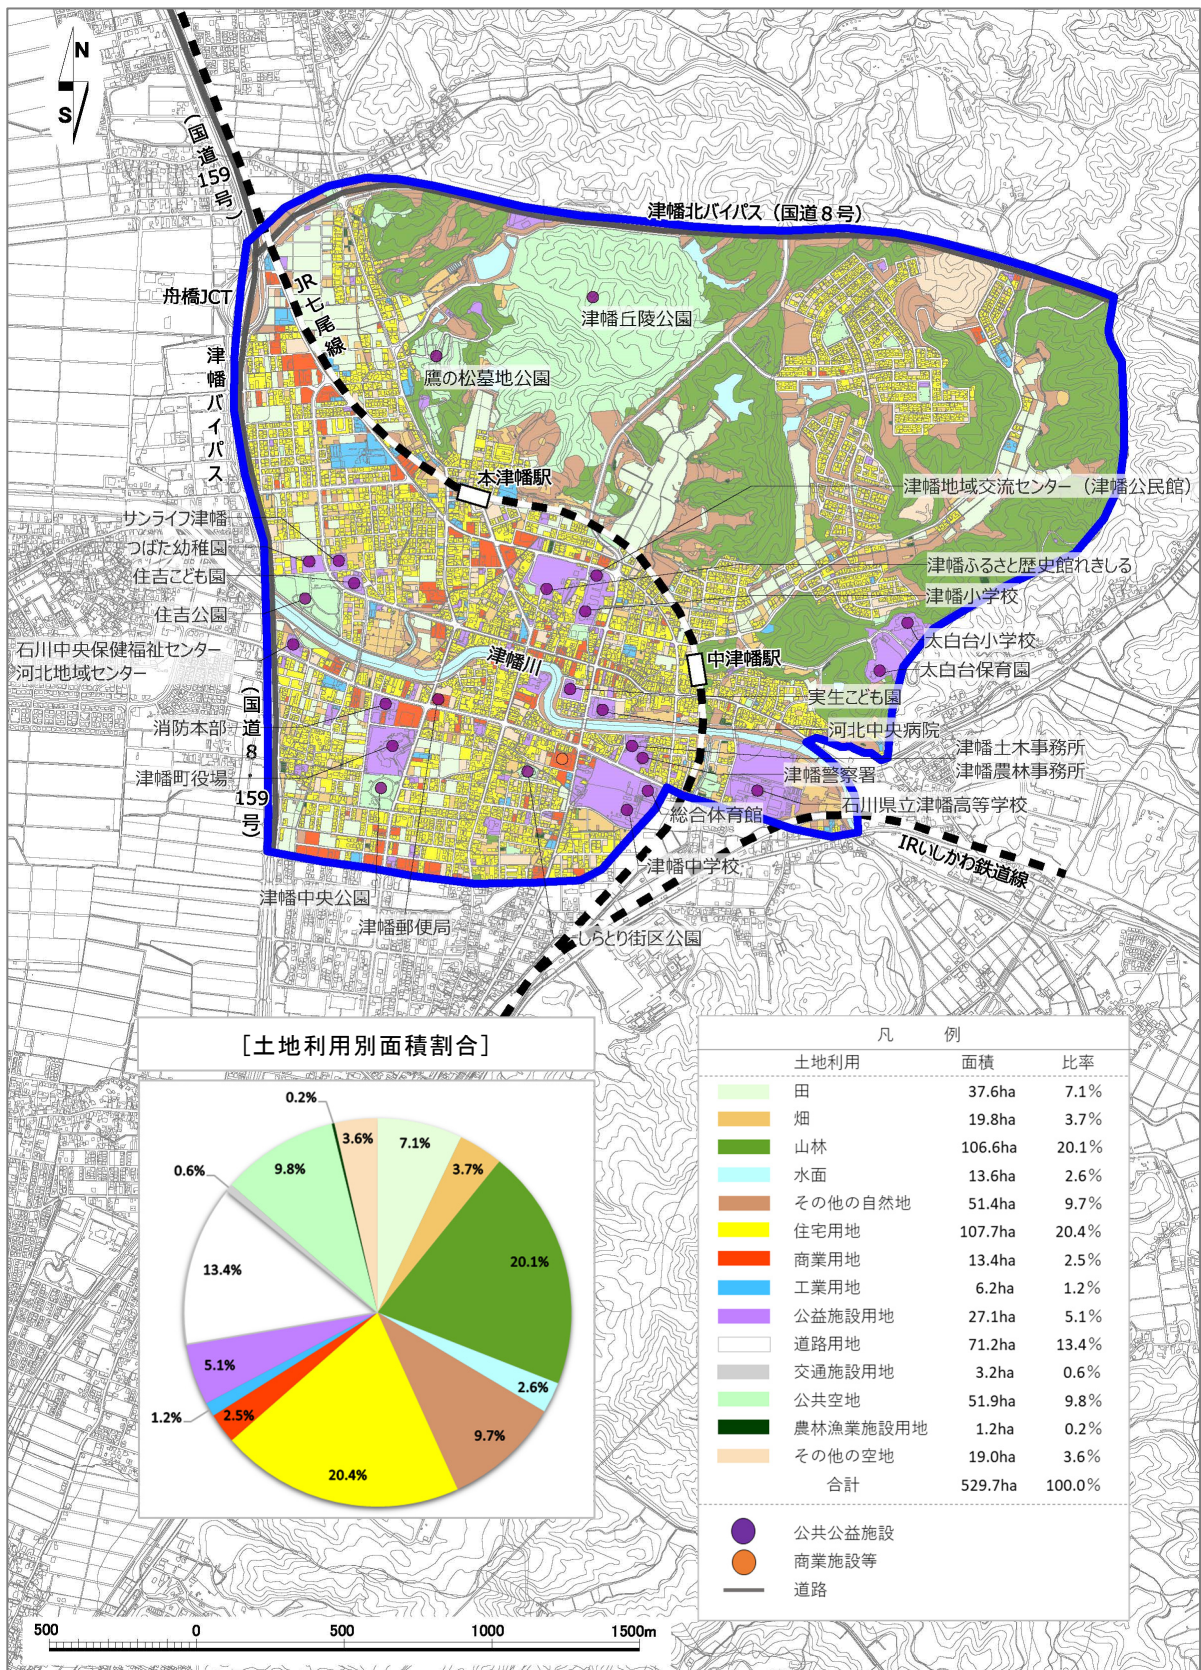 N
S
(国道159号)
津幡北バイパス（国道８号）
舟橋JCT
JR七尾線
津幡丘陵公園
鷹の松墓地公園
津幡バイパス
本津幡駅
津幡地域交流センター（津幡公民館）
サンライフ津幡
つばた幼稚園
住吉こども園
住吉公園
津幡ふるさと歴史館れきしる
津幡小学校
石川中央保健福祉センター
河北地域センター
津幡川
中津幡駅
太白台小学校
太白台保育園
(国道８・159号)
実生こども園
消防本部
河北中央病院
津幡土木事務所
津幡農林事務所
津幡町役場
津幡警察署
石川県立津幡高等学校
総合体育館
IRいしかわ鉄道線
津幡中学校
津幡中央公園
津幡郵便局
しらとり街区公園
[土地利用別面積割合]
0.2%
3.6%
7.1%
3.7%
9.8%
0.6%
20.1%
13.4%
2.6%
5.1%
1.2%
2.5%
9.7%
20.4%
凡　例
土地利用 面積 比率
田 37.6ha 7.1%
畑 19.8ha 3.7%
山林 106.6ha 20.1%
水面 13.6ha 2.6%
その他の自然地 51.4ha 9.7%
住宅用地 107.7ha 20.4%
商業用地 13.4ha 2.5%
工業用地 6.2ha 1.2%
公益施設用地 27.1ha 5.1%
道路用地 71.2ha 13.4%
交通施設用地 3.2ha 0.6%
公共空地 51.9ha 9.8%
農林漁業施設用地 1.2ha 0.2%
その他の空地 19.0ha 3.6%
合計 529.7ha 100.0%
公共公益施設
商業施設等
道路
500 0 500 1000 1500m